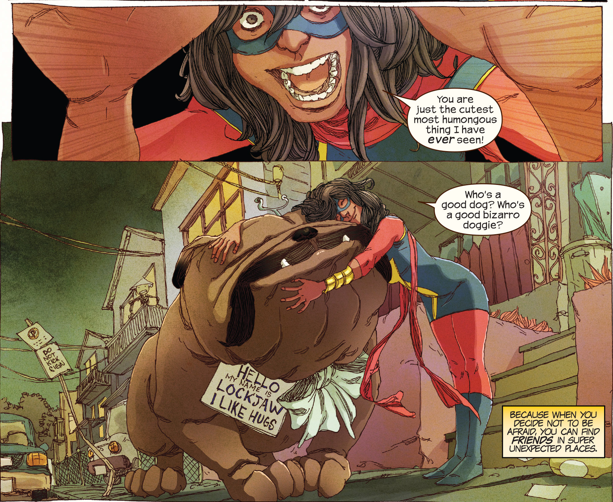 You are
just the cutest
most humongous
thing I have
ever seen!
Who's a
good dog? Who's
a good bizarro
doggie?
HELLO
MY NAME IS
LOCKJAW
I LIKE HUGS
BECAUSE WHEN YOU
DECIDE NOT TO BE
AFRAID, YOU CAN FIND
FRIENDS IN SUPER
UNEXPECTED PLACES.